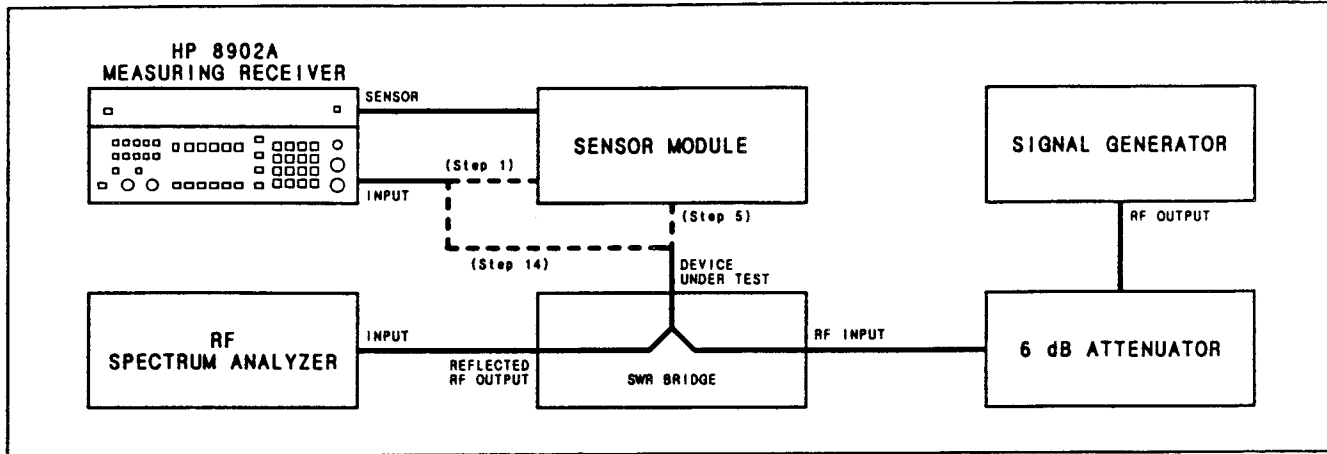 HP 8902A
MEASURING RECEIVER
SENSOR
INPUT
(Step 1)
SENSOR MODULE
(Step 5)
(Step 14)
DEVICE
UNDER TEST
SIGNAL GENERATOR
RF OUTPUT
RF
SPECTRUM ANALYZER
INPUT
REFLECTED
RF OUTPUT
SWR BRIDGE
RF INPUT
6 dB ATTENUATOR